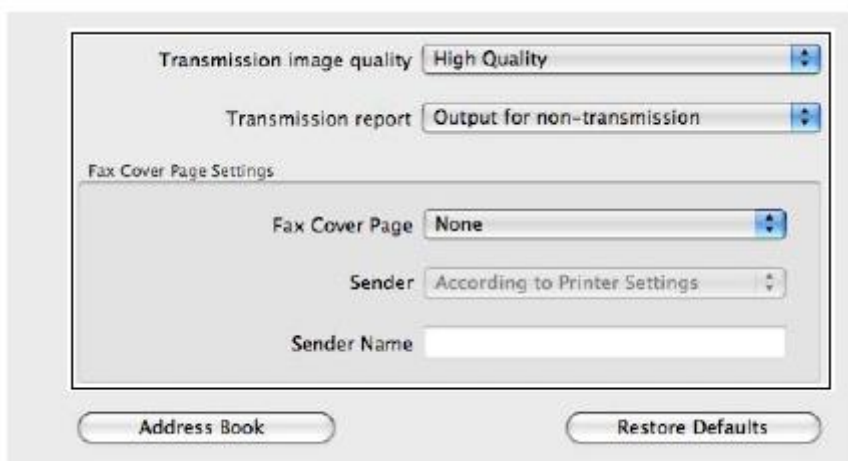 Transmission image quality High Quality
Transmission report Output for non-transmission
Fax Cover Page Settings
Fax Cover Page None
Sender According to Printer Settings
Sender Name
Address Book Restore Defaults